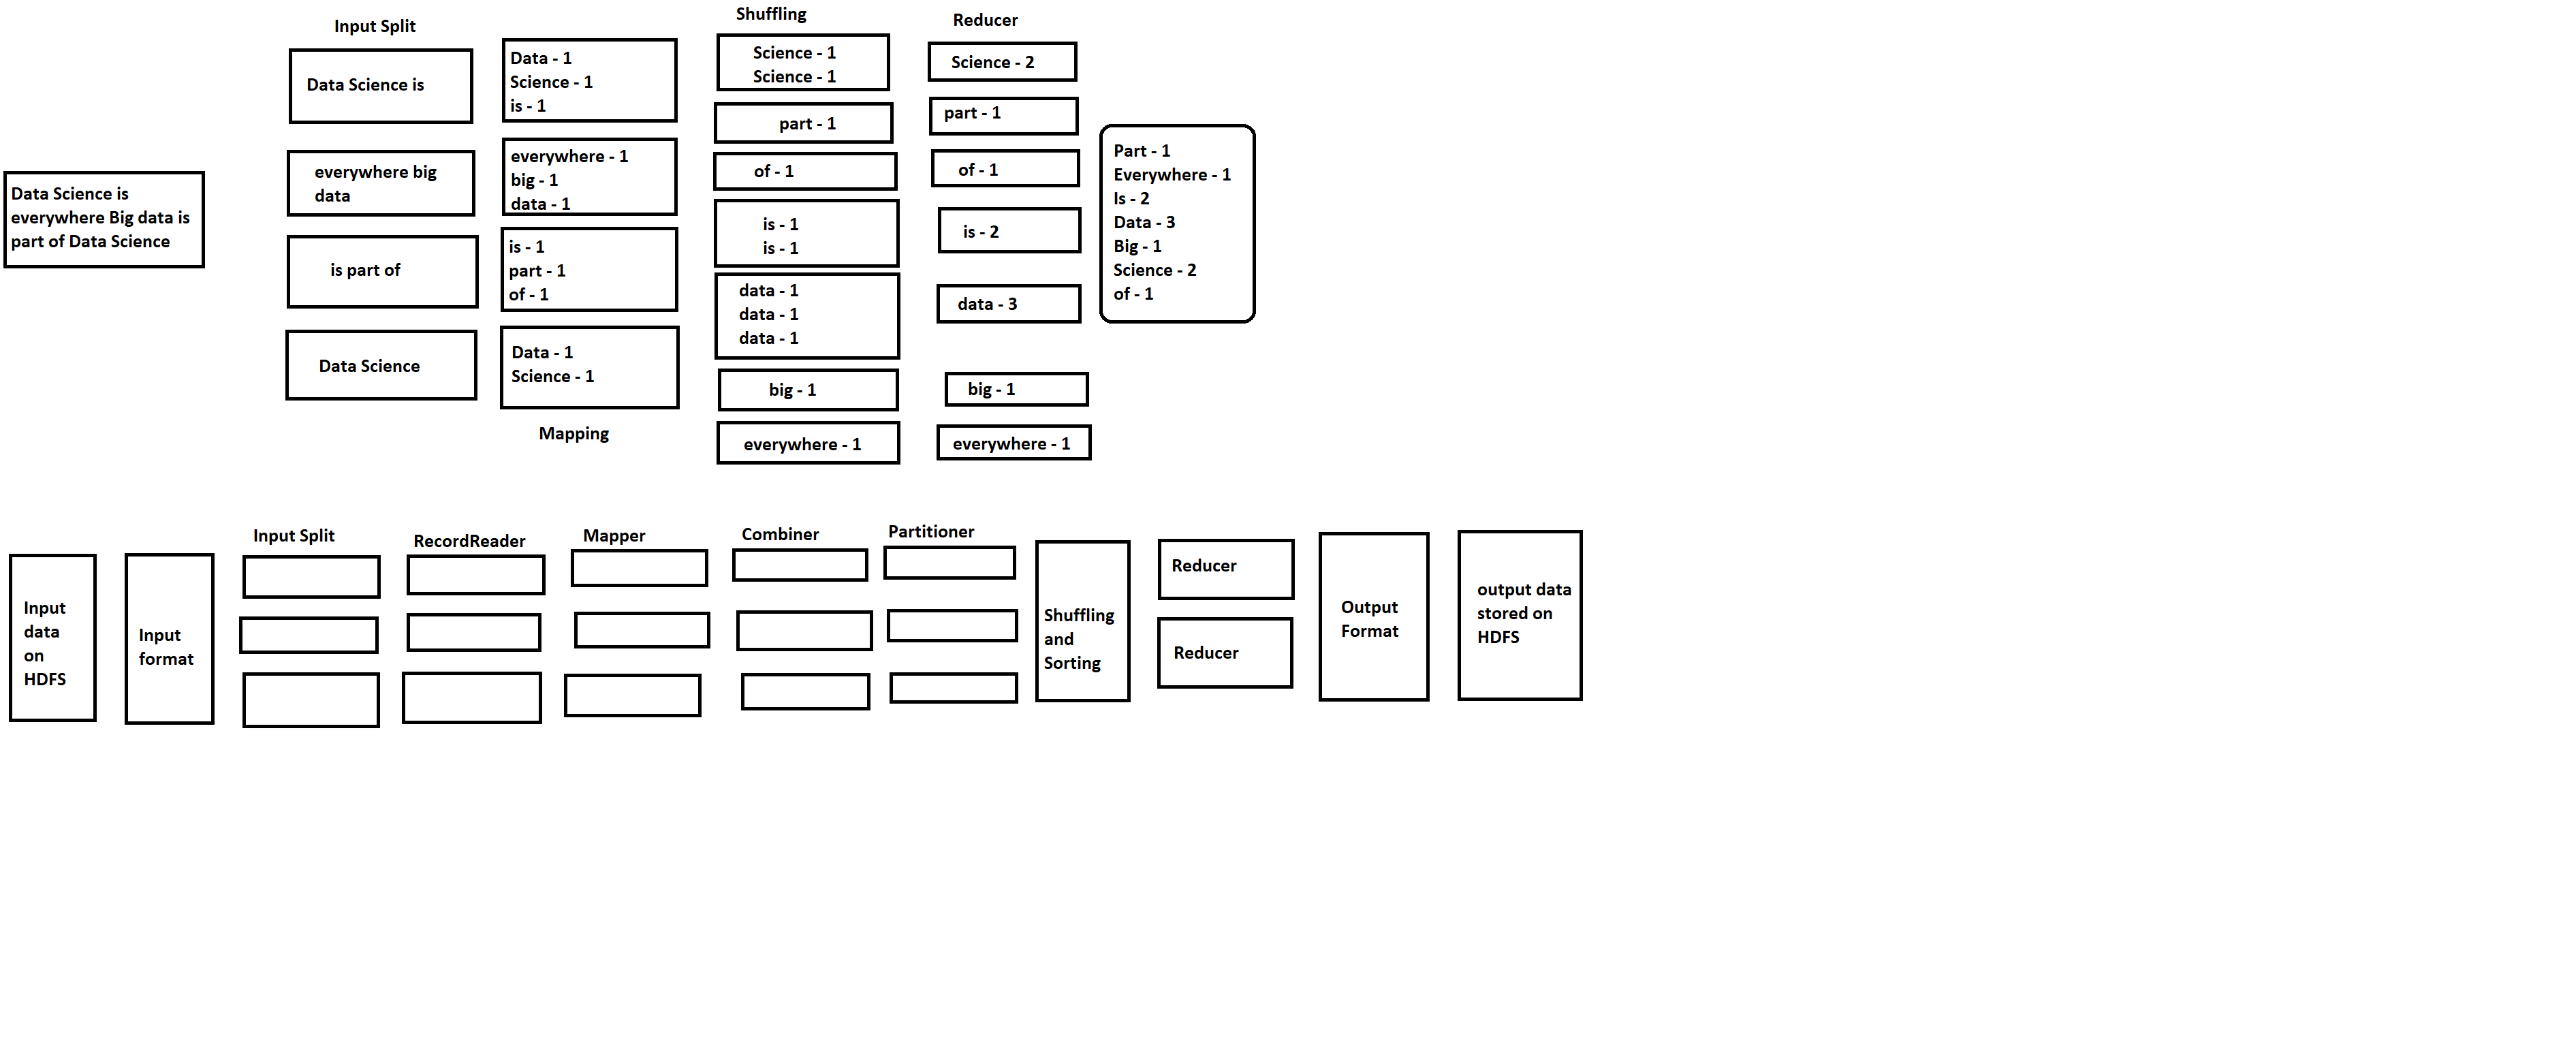 Data Science is
everywhere Big data is
part of Data Science
Input Split
Data Science is
everywhere big
data
is part of
Data Science
Data - 1
Science - 1
is - 1
everywhere - 1
big - 1
data - 1
is - 1
part - 1
of - 1
Data - 1
Science - 1
Mapping
Shuffling
Science - 1
Science - 1
part - 1
of - 1
is - 1
is - 1
data - 1
data - 1
data - 1
big - 1
everywhere - 1
Reducer
Science - 2
part - 1
of - 1
is - 2
data - 3
big - 1
everywhere - 1
Part - 1
Everywhere - 1
Is - 2
Data - 3
Big - 1
Science - 2
of - 1
Input
data
on
HDFS
Input
format
Input Split
RecordReader
Mapper
Combiner
Partitioner
Shuffling
and
Sorting
Reducer
Reducer
Output
Format
output data
stored on
HDFS